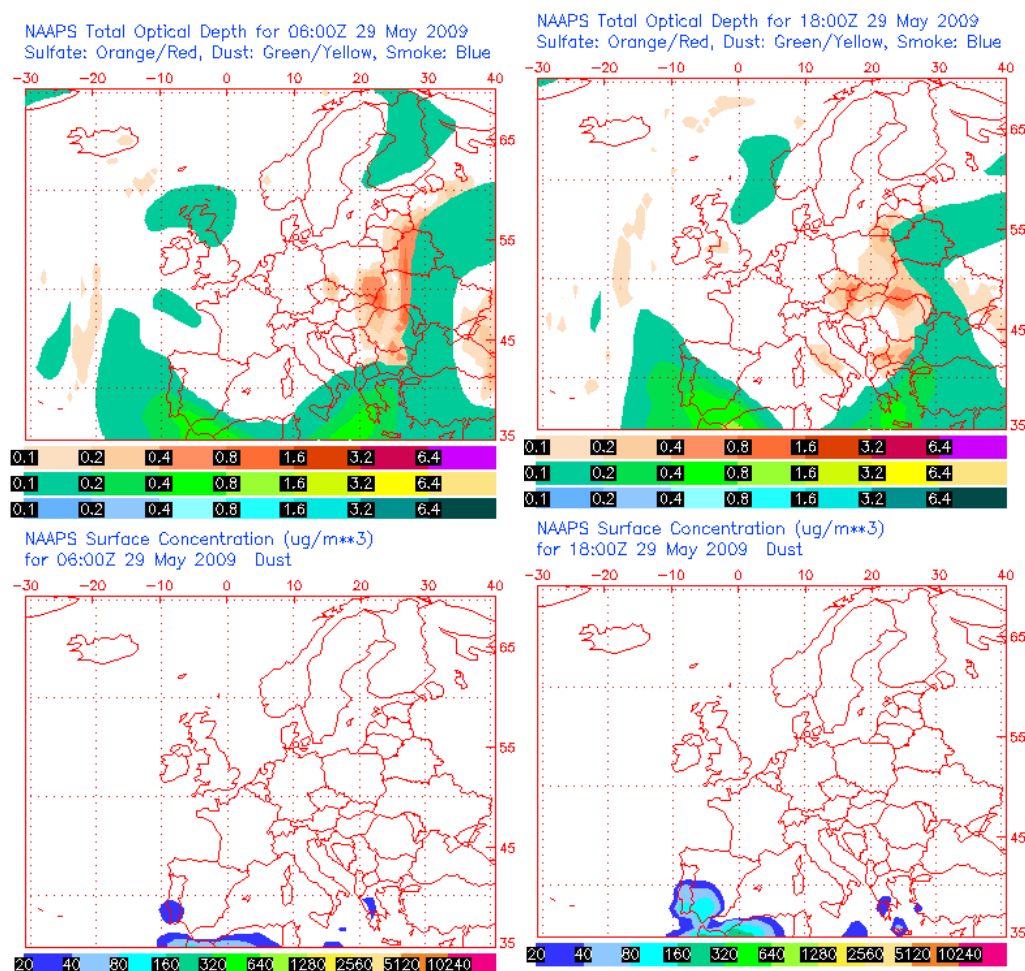 NAAPS Total Optical Depth for 06:00Z 29 May 2009
Sulfate: Orange/Red, Dust: Green/Yellow, Smoke: Blue
-30 -20 -10 0 10 20 30 40
65
55
45
35
0.1 0.2 0.4 0.8 1.6 3.2 6.4
0.1 0.2 0.4 0.8 1.6 3.2 6.4
0.1 0.2 0.4 0.8 1.6 3.2 6.4
NAAPS Total Optical Depth for 18:00Z 29 May 2009
Sulfate: Orange/Red, Dust: Green/Yellow, Smoke: Blue
-30 -20 -10 0 10 20 30 40
65
55
45
35
0.1 0.2 0.4 0.8 1.6 3.2 6.4
0.1 0.2 0.4 0.8 1.6 3.2 6.4
0.1 0.2 0.4 0.8 1.6 3.2 6.4
NAAPS Surface Concentration (ug/m**3)
for 06:00Z 29 May 2009 Dust
-30 -20 -10 0 10 20 30 40
65
55
45
35
20 40 80 160 320 640 1280 2560 5120 10240
NAAPS Surface Concentration (ug/m**3)
for 18:00Z 29 May 2009 Dust
-30 -20 -10 0 10 20 30 40
65
55
45
35
20 40 80 160 320 640 1280 2560 5120 10240